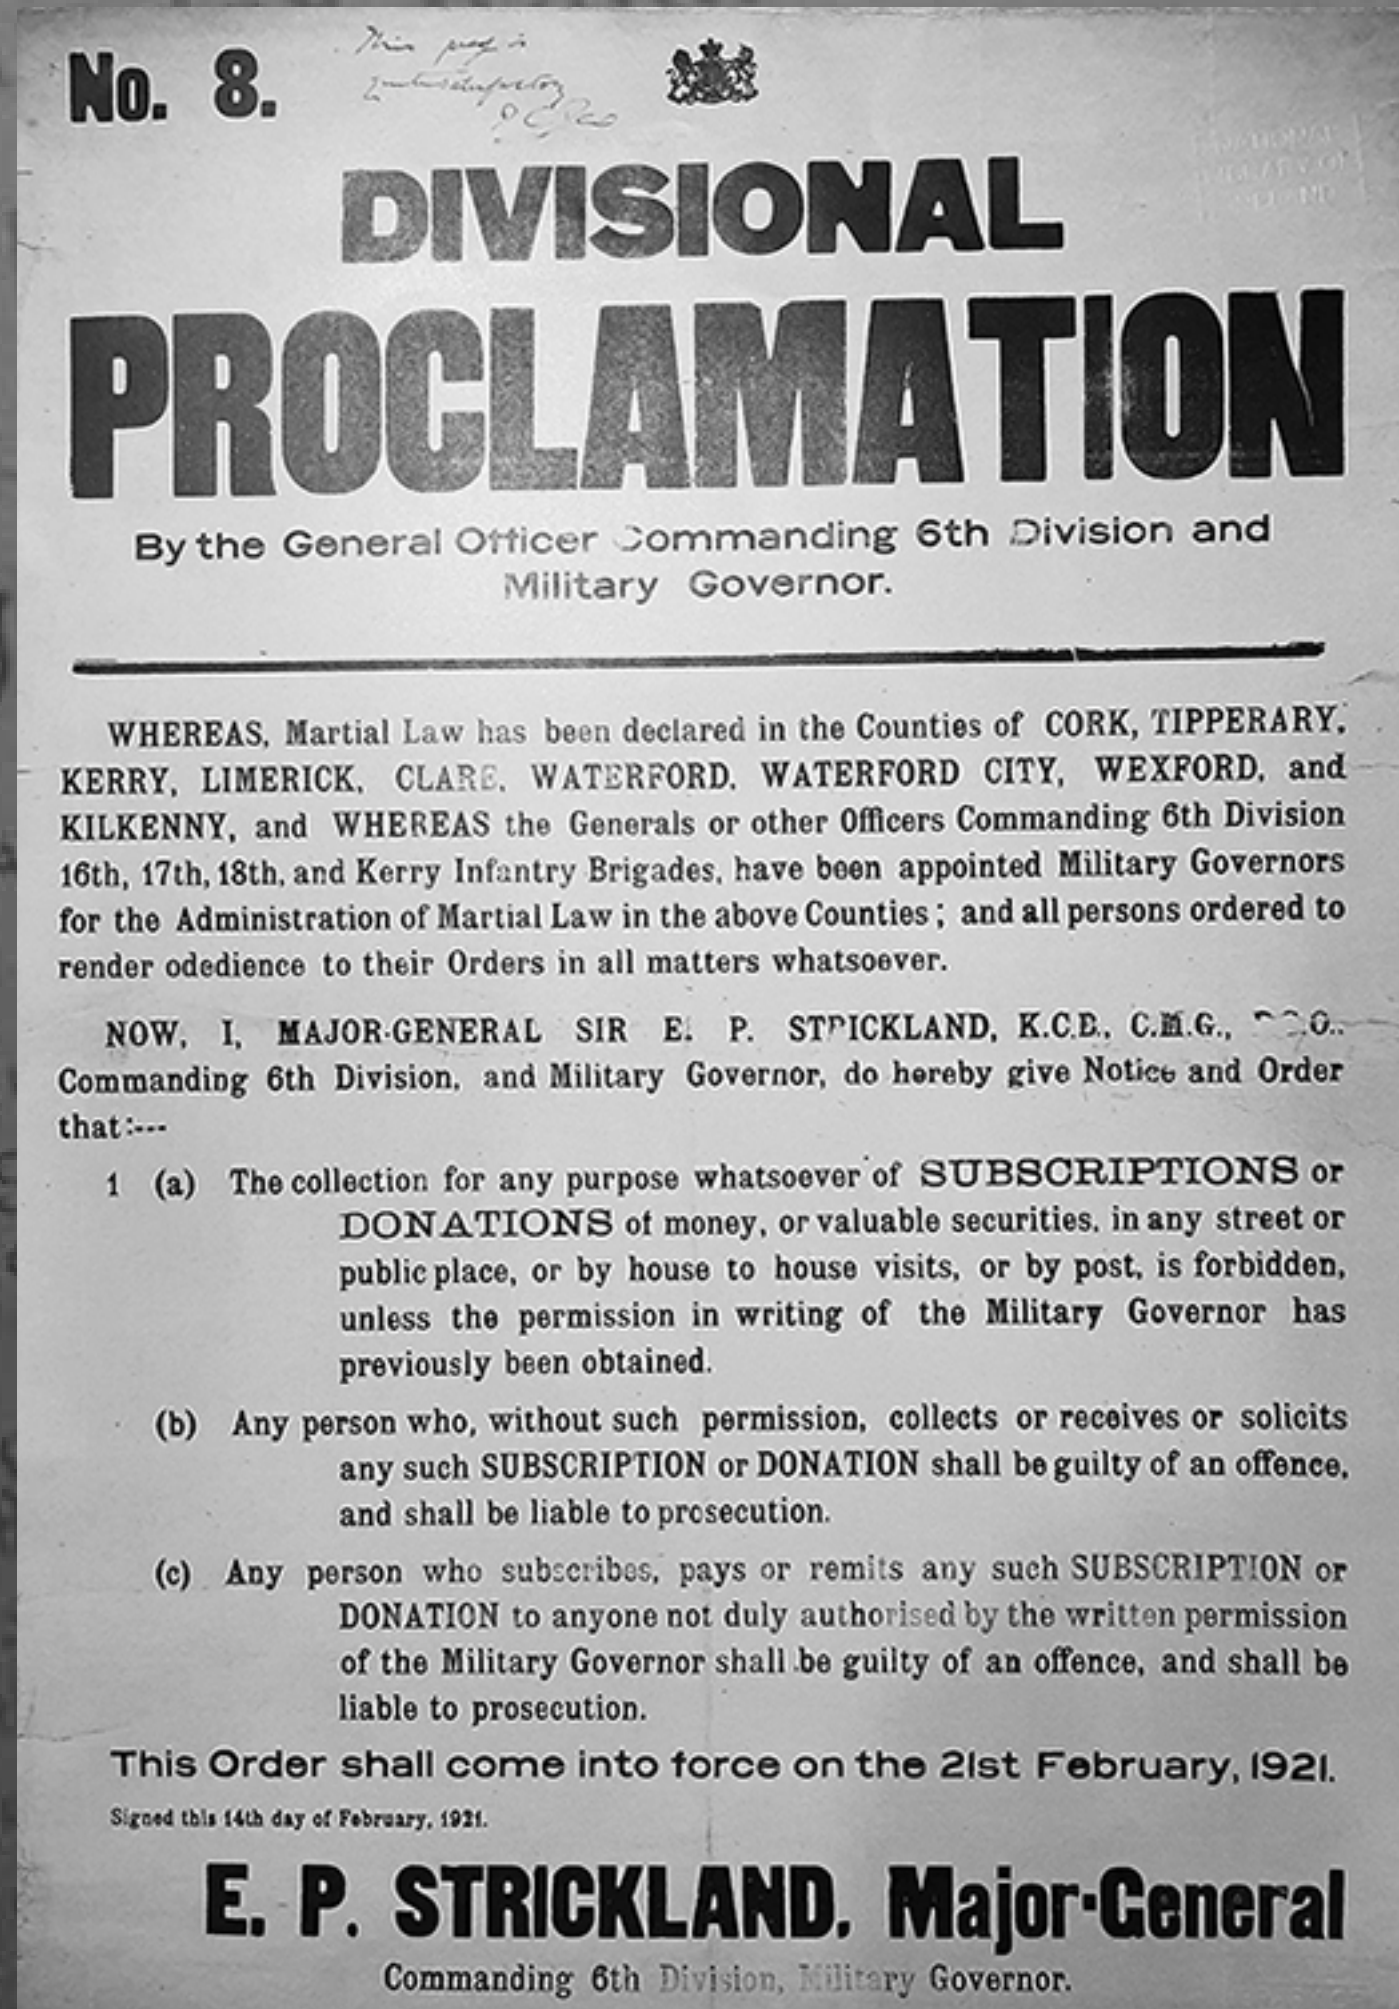 No. 8.
This
DIVISIONAL
PROCLAMATION
By the General Officer Commanding 6th Division and
Military Governor.
WHEREAS, Martial Law has been declared in the Counties of CORK, TIPPERARY,
KERRY, LIMERICK, CLARE, WATERFORD, WATERFORD CITY, WEXFORD, and
KILKENNY, and WHEREAS the Generals or other Officers Commanding 6th Division
16th, 17th, 18th, and Kerry Infantry Brigades, have been appointed Military Governors
for the Administration of Martial Law in the above Counties; and all persons ordered to
render odedience to their Orders in all matters whatsoever.
NOW, I, MAJOR-GENERAL SIR E. P. STRICKLAND, K.C.B., C.M.G., D.S.O.,
Commanding 6th Division, and Military Governor, do hereby give Notice and Order
that:---
1 (a) The collection for any purpose whatsoever of SUBSCRIPTIONS or
DONATIONS of money, or valuable securities, in any street or
public place, or by house to house visits, or by post, is forbidden,
unless the permission in writing of the Military Governor has
previously been obtained.
(b) Any person who, without such permission, collects or receives or solicits
any such SUBSCRIPTION or DONATION shall be guilty of an offence,
and shall be liable to prosecution.
(c) Any person who subscribes, pays or remits any such SUBSCRIPTION or
DONATION to anyone not duly authorised by the written permission
of the Military Governor shall be guilty of an offence, and shall be
liable to prosecution.
This Order shall come into force on the 21st February, 1921.
Signed this 14th day of February, 1921.
E. P. STRICKLAND, Major-General
Commanding 6th Division, Military Governor.